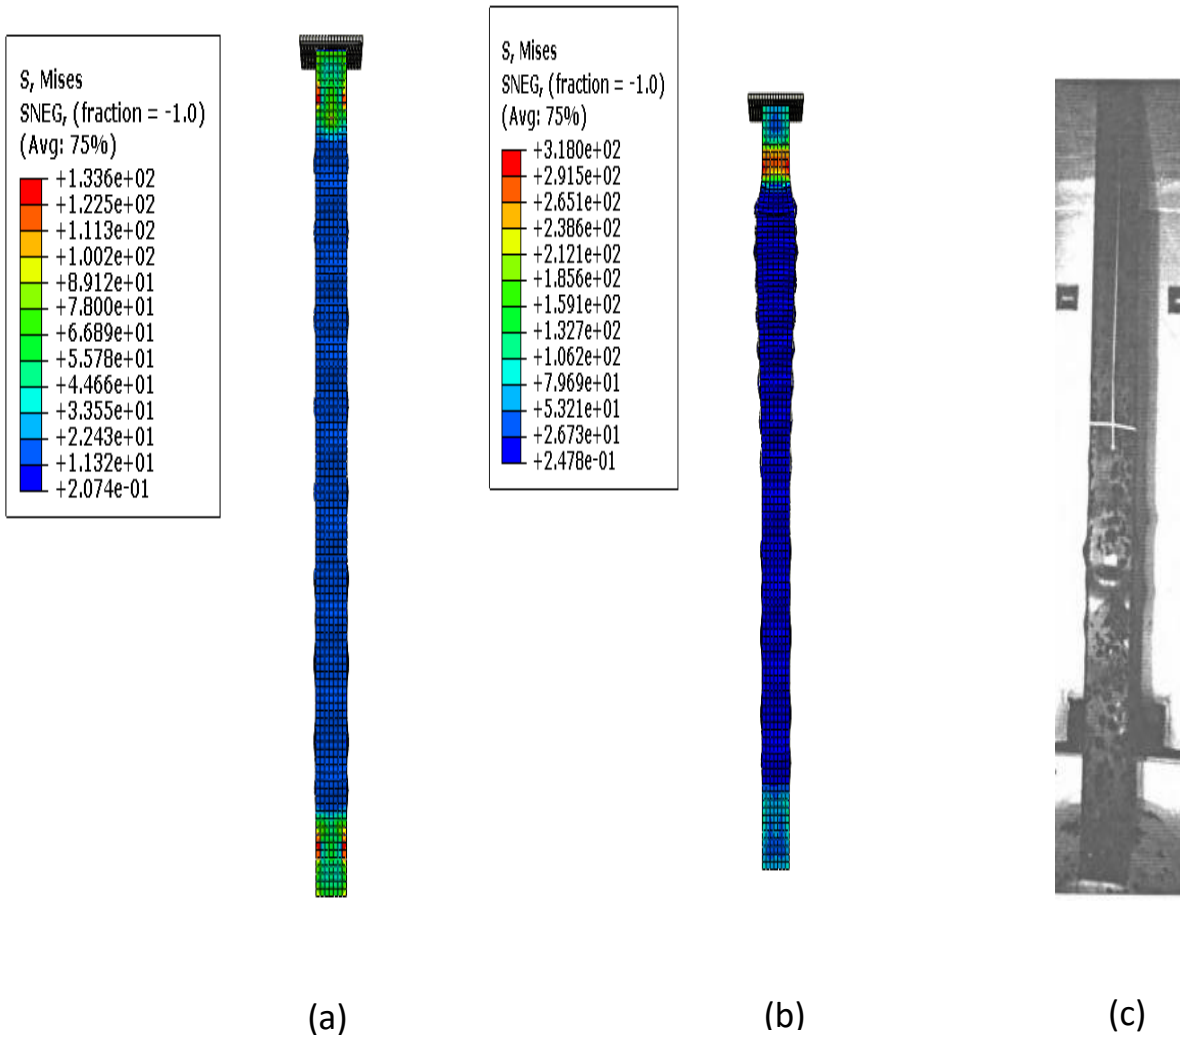 S, Mises
SNEG, (fraction = -1.0)
(Avg: 75%)
+1.336e+02
+1.225e+02
+1.113e+02
+1.002e+02
+8.912e+01
+7.800e+01
+6.689e+01
+5.578e+01
+4.466e+01
+3.355e+01
+2.243e+01
+1.132e+01
+2.074e-01
S, Mises
SNEG, (fraction = -1.0)
(Avg: 75%)
+3.180e+02
+2.915e+02
+2.651e+02
+2.386e+02
+2.121e+02
+1.856e+02
+1.591e+02
+1.327e+02
+1.062e+02
+7.969e+01
+5.321e+01
+2.673e+01
+2.478e-01
(a)
(b)
(c)